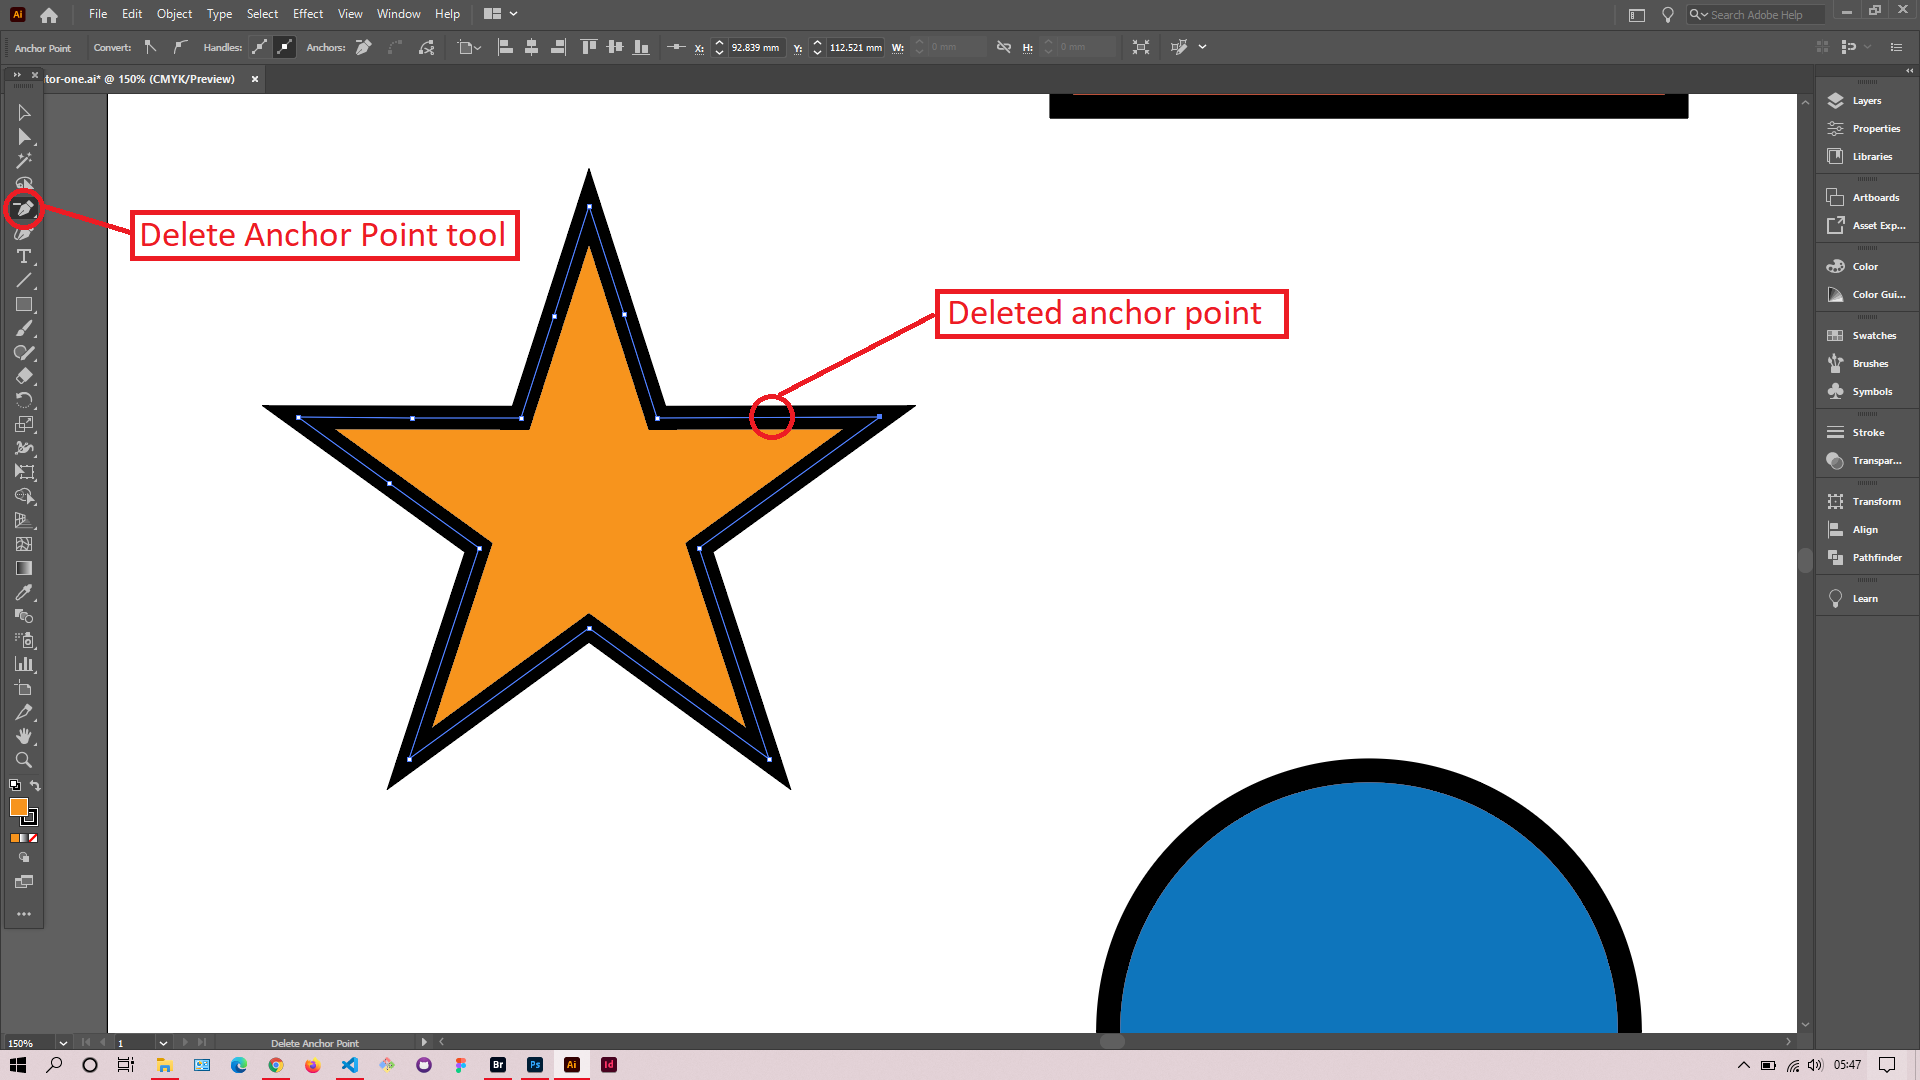 Ai File Edit Object Type Select Effect View Window Help Search Adobe Help
Anchor Point Convert: Handles: Anchors: X: 92.839 mm Y: 112.521 mm W: 0 mm H: 0 mm
tor-one.ai* @ 150% (CMYK/Preview)
Layers
Properties
Libraries
Artboards
Asset Exp...
Color
Color Gui...
Swatches
Brushes
Symbols
Stroke
Transpar...
Transform
Align
Pathfinder
Learn
Delete Anchor Point tool
Deleted anchor point
150% 1 Delete Anchor Point
Br Ps Ai Id 05:47